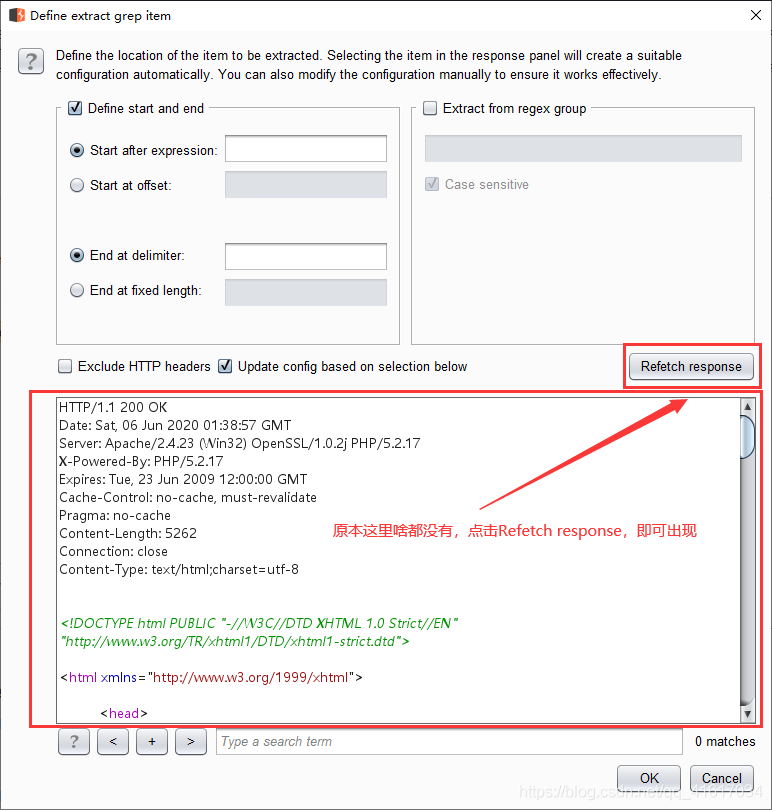 Define extract grep item
Define the location of the item to be extracted. Selecting the item in the response panel will create a suitable
configuration automatically. You can also modify the configuration manually to ensure it works effectively.
?
Define start and end
Start after expression:
Start at offset:
End at delimiter:
End at fixed length:
Extract from regex group
Case sensitive
Exclude HTTP headers
Update config based on selection below
Refetch response
HTTP/1.1 200 OK
Date: Sat, 06 Jun 2020 01:38:57 GMT
Server: Apache/2.4.23 (Win32) OpenSSL/1.0.2j PHP/5.2.17
X-Powered-By: PHP/5.2.17
Expires: Tue, 23 Jun 2009 12:00:00 GMT
Cache-Control: no-cache, must-revalidate
Pragma: no-cache
Content-Length: 5262
Connection: close
Content-Type: text/html;charset=utf-8
原本这里啥都没有，点击Refetch response，即可出现
<!DOCTYPE html PUBLIC "-//W3C//DTD XHTML 1.0 Strict//EN"
"http://www.w3.org/TR/xhtml1/DTD/xhtml1-strict.dtd">
<html xmlns="http://www.w3.org/1999/xhtml">
<head>
? < + >
Type a search term
0 matches
OK
Cancel